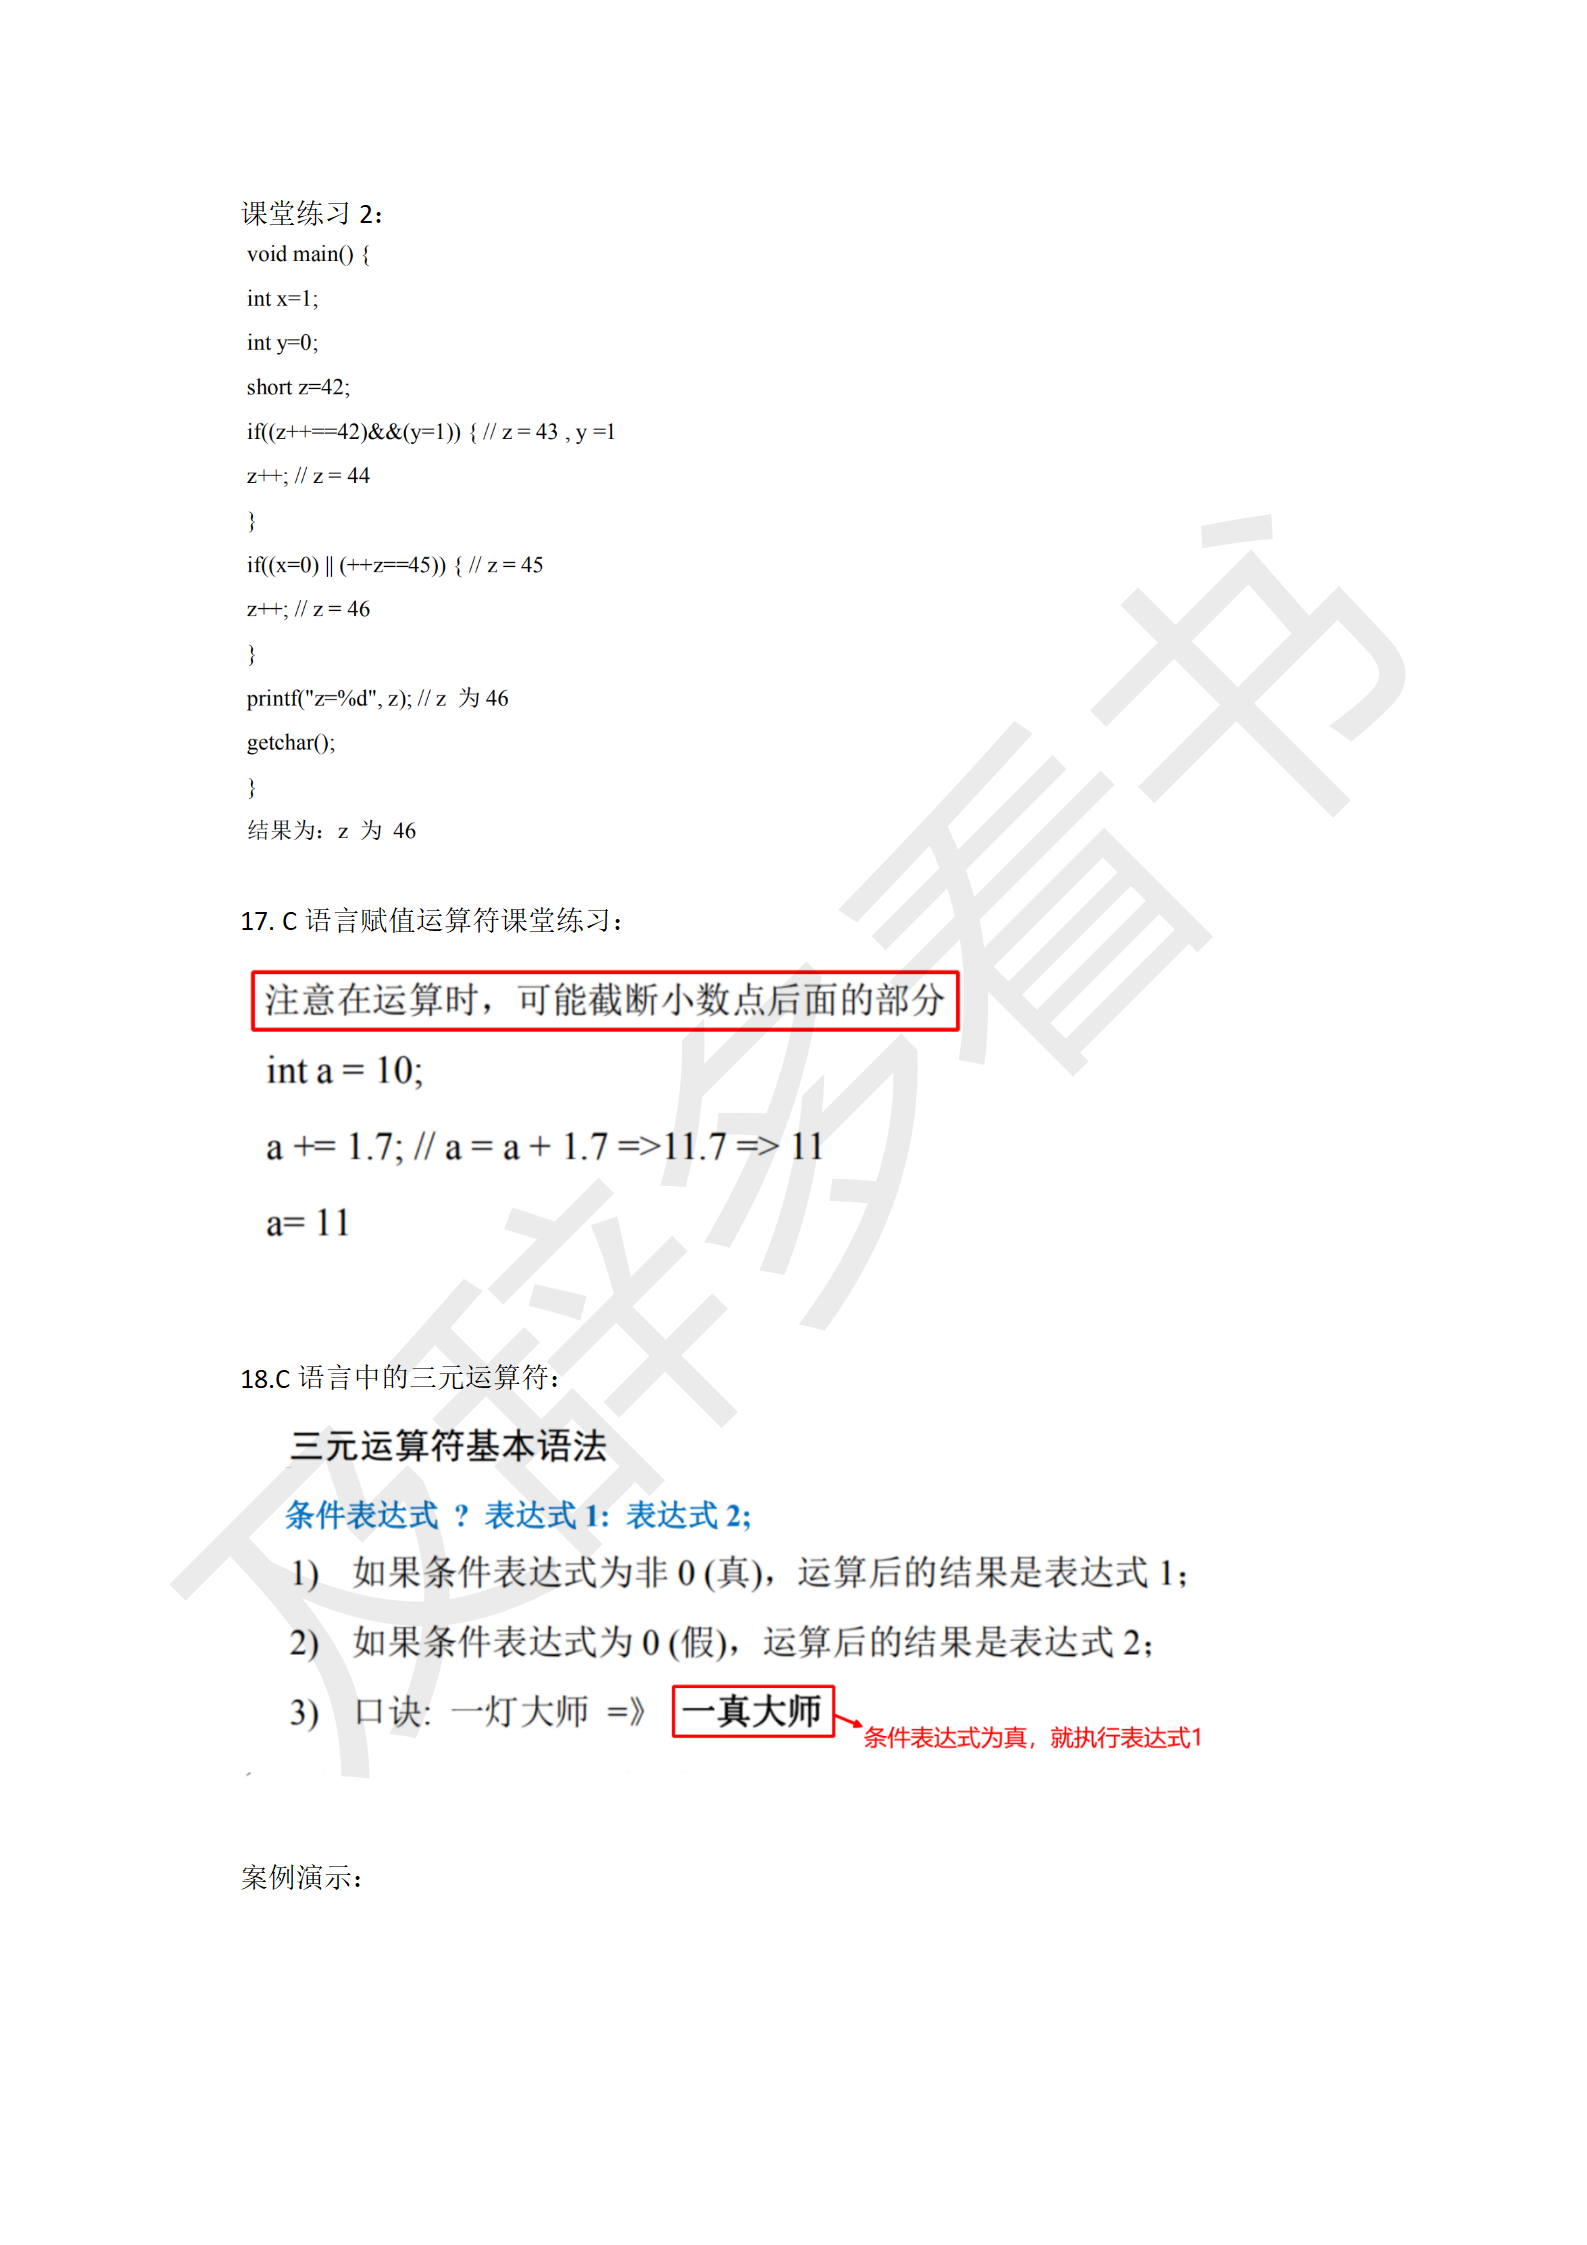 课堂练习 2：
void main() {
int x=1;
int y=0;
short z=42;
if((z++==42)&&(y=1)) { // z = 43 , y =1
z++; // z = 44
}
if((x=0) || (++z==45)) { // z = 45
z++; // z = 46
}
printf("z=%d", z); // z 为 46
getchar();
}
结果为：z 为 46
17. C 语言赋值运算符课堂练习：
注意在运算时，可能截断小数点后面的部分
int a = 10;
a += 1.7; // a = a + 1.7 =>11.7 => 11
a= 11
18.C 语言中的三元运算符：
三元运算符基本语法
条件表达式 ? 表达式 1: 表达式 2;
1) 如果条件表达式为非 0 (真)，运算后的结果是表达式 1；
2) 如果条件表达式为 0 (假)，运算后的结果是表达式 2；
3) 口诀: 一灯大师 =》 一真大师
条件表达式为真，就执行表达式1
案例演示：
及辞多看书